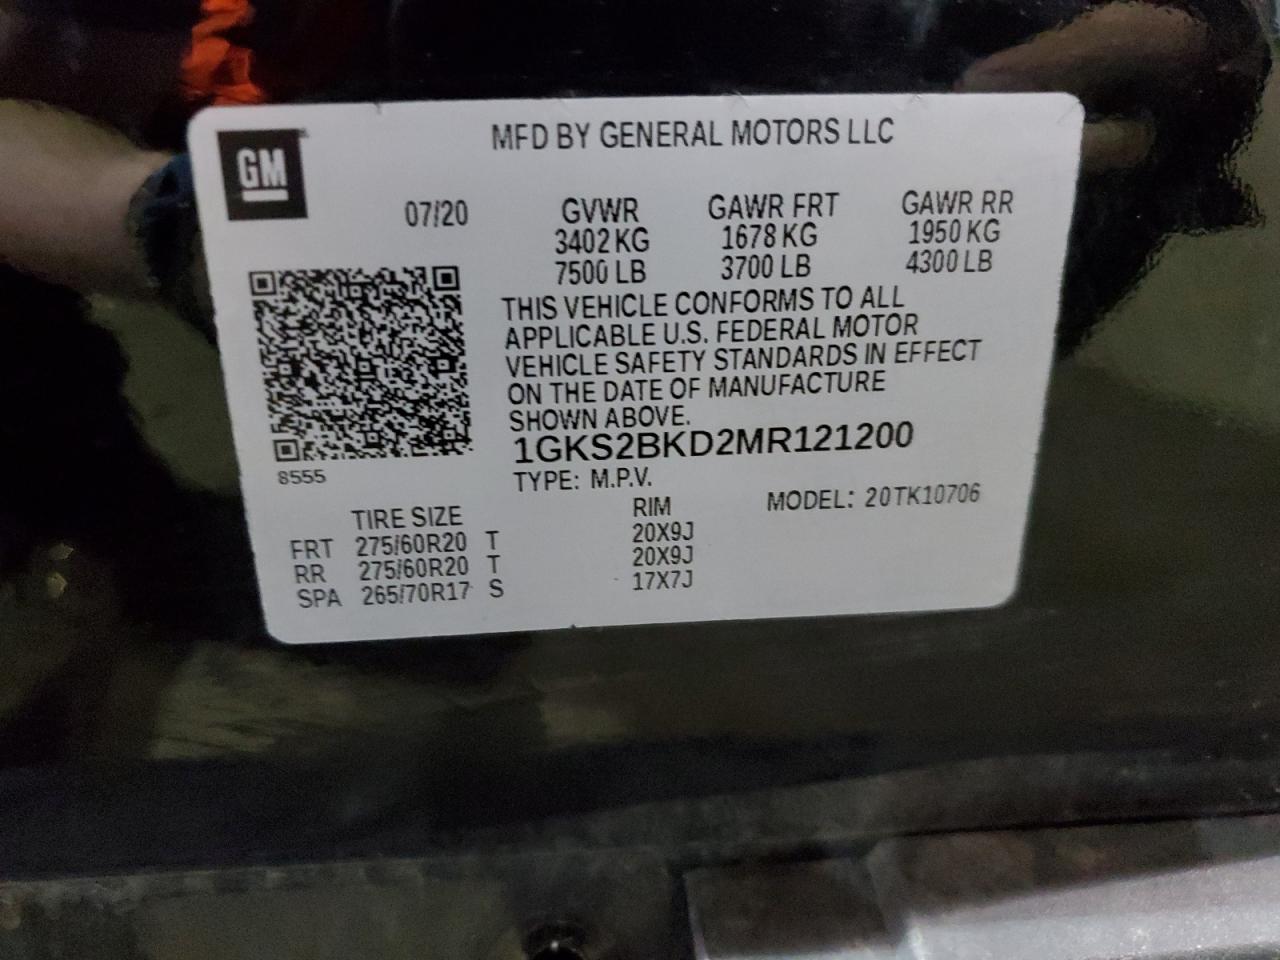 GM
MFD BY GENERAL MOTORS LLC
07/20 GVWR GAWR FRT GAWR RR
3402 KG 1678 KG 1950 KG
7500 LB 3700 LB 4300 LB
THIS VEHICLE CONFORMS TO ALL
APPLICABLE U.S. FEDERAL MOTOR
VEHICLE SAFETY STANDARDS IN EFFECT
ON THE DATE OF MANUFACTURE
SHOWN ABOVE.
1GKS2BKD2MR121200
8555
TYPE: M.P.V. MODEL: 20TK10706
TIRE SIZE RIM
FRT 275/60R20 T 20X9J
RR 275/60R20 T 20X9J
SPA 265/70R17 S 17X7J